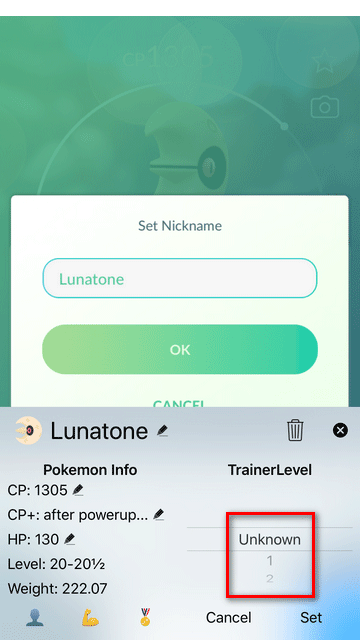 CP1305
Set Nickname
Lunatone
OK
CANCEL
Lunatone
Pokemon Info
TrainerLevel
CP: 1305
CP+: after powerup...
HP: 130
Level: 20-20½
Weight: 222.07
Unknown
1
2
Cancel
Set